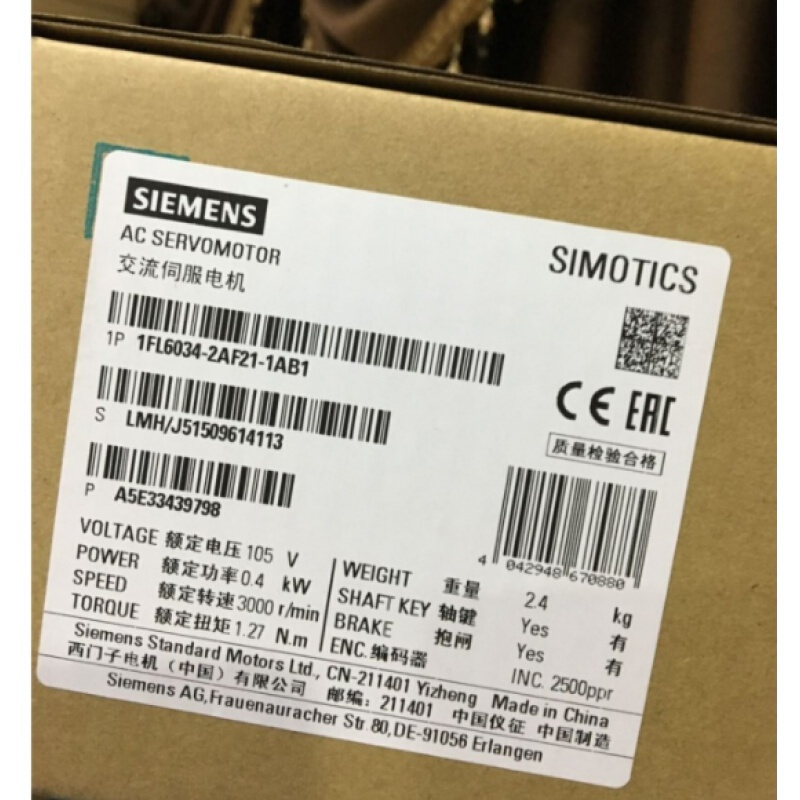 SIEMENS
AC SERVOMOTOR
交流伺服电机
SIMOTICS
1P 1FL6034-2AF21-1AB1
S LMH/J51509614113
P A5E33439798
CE EAC
质量检验合格
4 042948 670880
VOLTAGE 额定电压 105 V
POWER 额定功率 0.4 kW
SPEED 额定转速 3000 r/min
TORQUE 额定扭矩 1.27 N.m
WEIGHT 重量 2.4 kg
SHAFT KEY 轴键 Yes 有
BRAKE 抱闸 Yes 有
ENC. 编码器 INC. 2500ppr
Siemens Standard Motors Ltd., CN-211401 Yizheng Made in China
西门子电机（中国）有限公司 邮编：211401 中国仪征 中国制造
Siemens AG,Frauenauracher Str.80,DE-91056 Erlangen